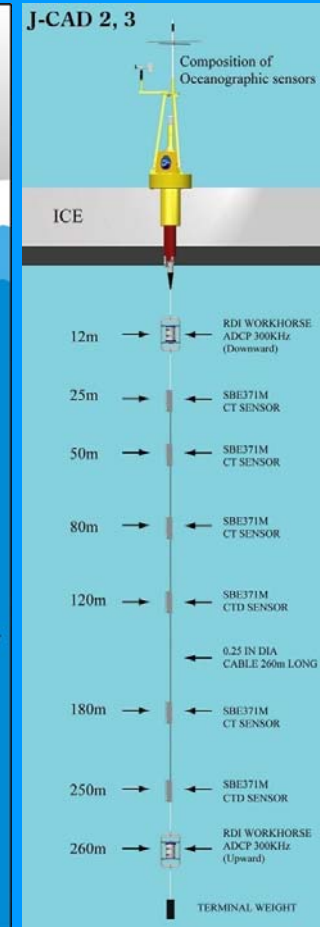 J-CAD 2, 3
Composition of
Oceanographic sensors
ICE
12m
RDI WORKHORSE
ADCP 300KHz
(Downward)
25m
SBE371M
CT SENSOR
50m
SBE371M
CT SENSOR
80m
SBE371M
CT SENSOR
120m
SBE371M
CTD SENSOR
0.25 IN DIA
CABLE 260m LONG
180m
SBE371M
CT SENSOR
250m
SBE371M
CTD SENSOR
260m
RDI WORKHORSE
ADCP 300KHz
(Upward)
TERMINAL WEIGHT